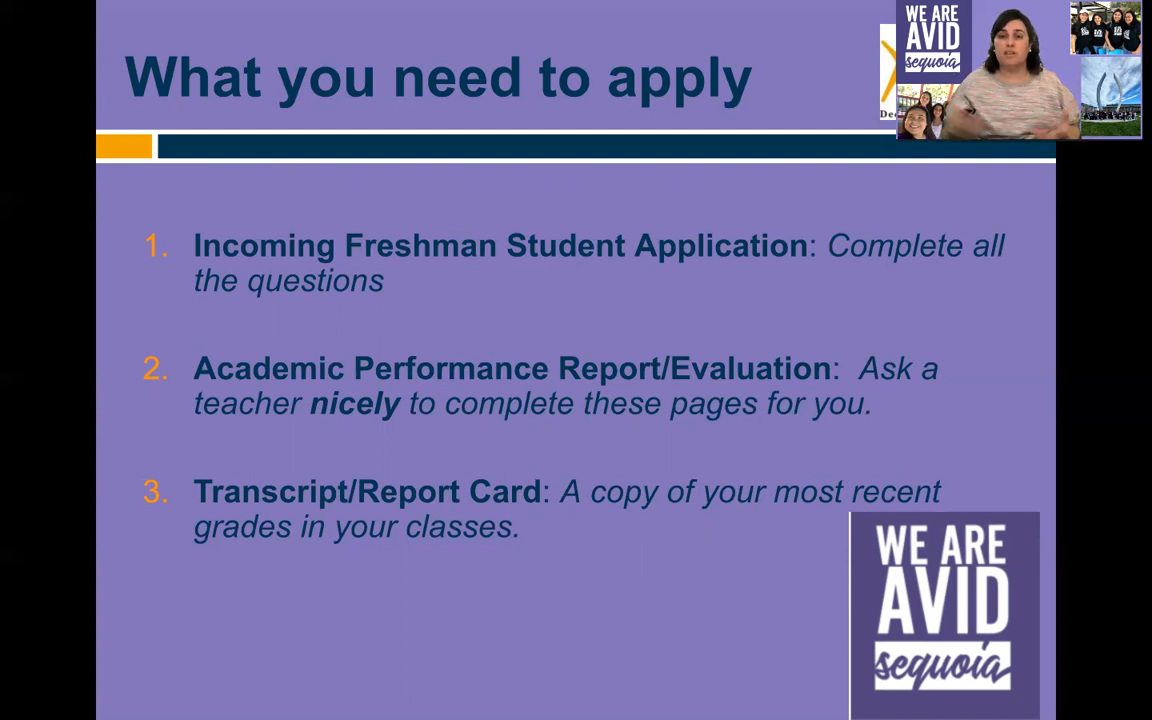 What you need to apply
WE ARE
AVID
sequoia
1. Incoming Freshman Student Application: Complete all
the questions
2. Academic Performance Report/Evaluation: Ask a
teacher nicely to complete these pages for you.
3. Transcript/Report Card: A copy of your most recent
grades in your classes.
WE ARE
AVID
sequoia